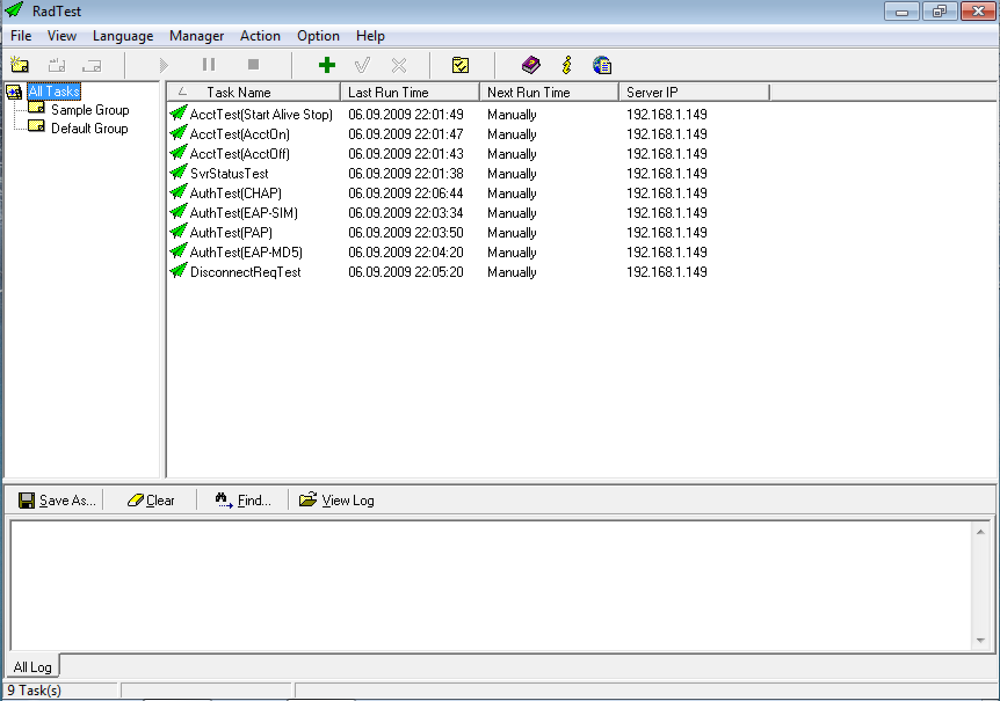 RadTest
File View Language Manager Action Option Help
All Tasks
Sample Group
Default Group
Task Name Last Run Time Next Run Time Server IP
AcctTest(Start Alive Stop) 06.09.2009 22:01:49 Manually 192.168.1.149
AcctTest(AcctOn) 06.09.2009 22:01:47 Manually 192.168.1.149
AcctTest(AcctOff) 06.09.2009 22:01:43 Manually 192.168.1.149
SvrStatusTest 06.09.2009 22:01:38 Manually 192.168.1.149
AuthTest(CHAP) 06.09.2009 22:06:44 Manually 192.168.1.149
AuthTest(EAP-SIM) 06.09.2009 22:03:34 Manually 192.168.1.149
AuthTest(PAP) 06.09.2009 22:03:50 Manually 192.168.1.149
AuthTest(EAP-MD5) 06.09.2009 22:04:20 Manually 192.168.1.149
DisconnectReqTest 06.09.2009 22:05:20 Manually 192.168.1.149
Save As... Clear Find... View Log
All Log
9 Task(s)